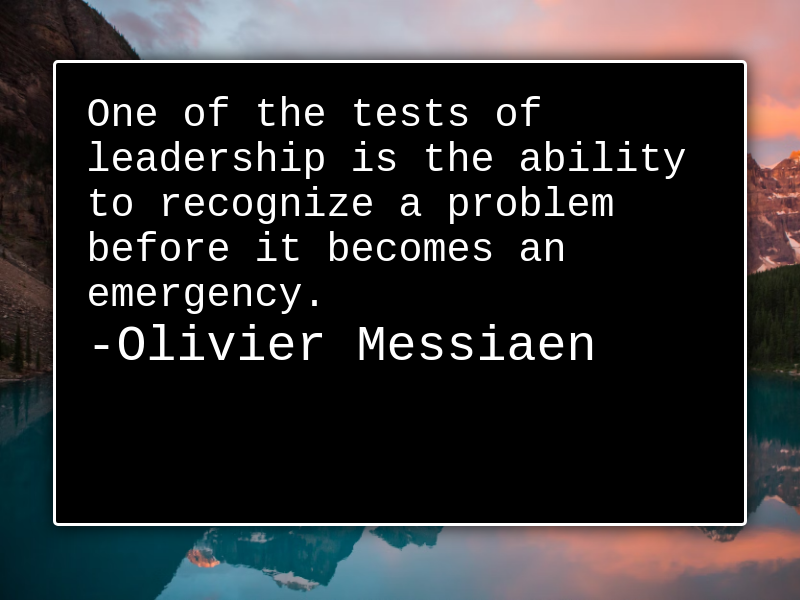 One of the tests of
leadership is the ability
to recognize a problem
before it becomes an
emergency.
-Olivier Messiaen